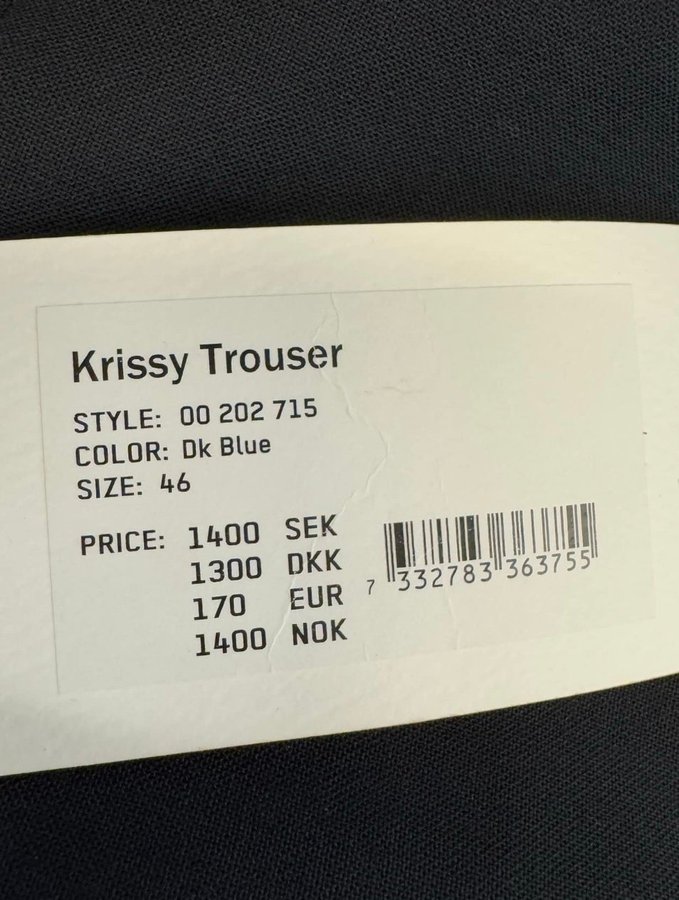 Krissy Trouser
STYLE: 00 202 715
COLOR: Dk Blue
SIZE: 46
PRICE: 1400 SEK
1300 DKK
170 EUR
1400 NOK
7 332783 363755